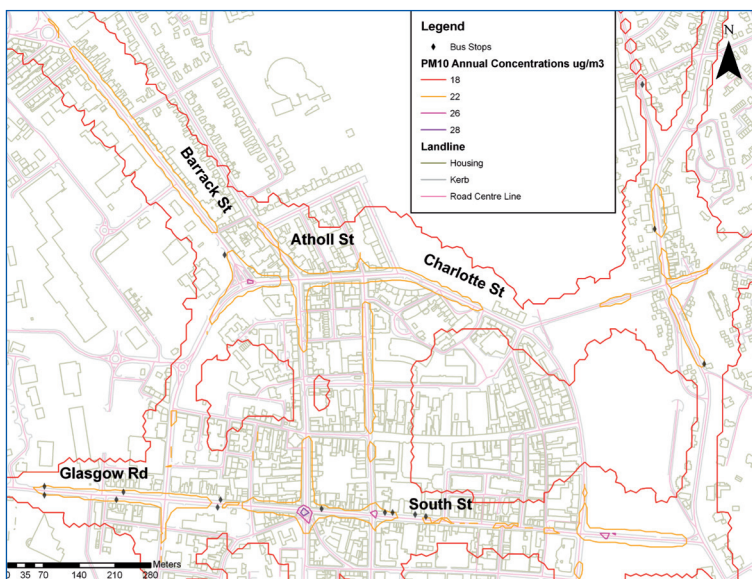 Legend
Bus Stops
PM10 Annual Concentrations ug/m3
18
22
26
28
Landline
Housing
Kerb
Road Centre Line
N
Barrack St
Atholl St
Charlotte St
Glasgow Rd
South St
Meters
0 35 70 140 210 280